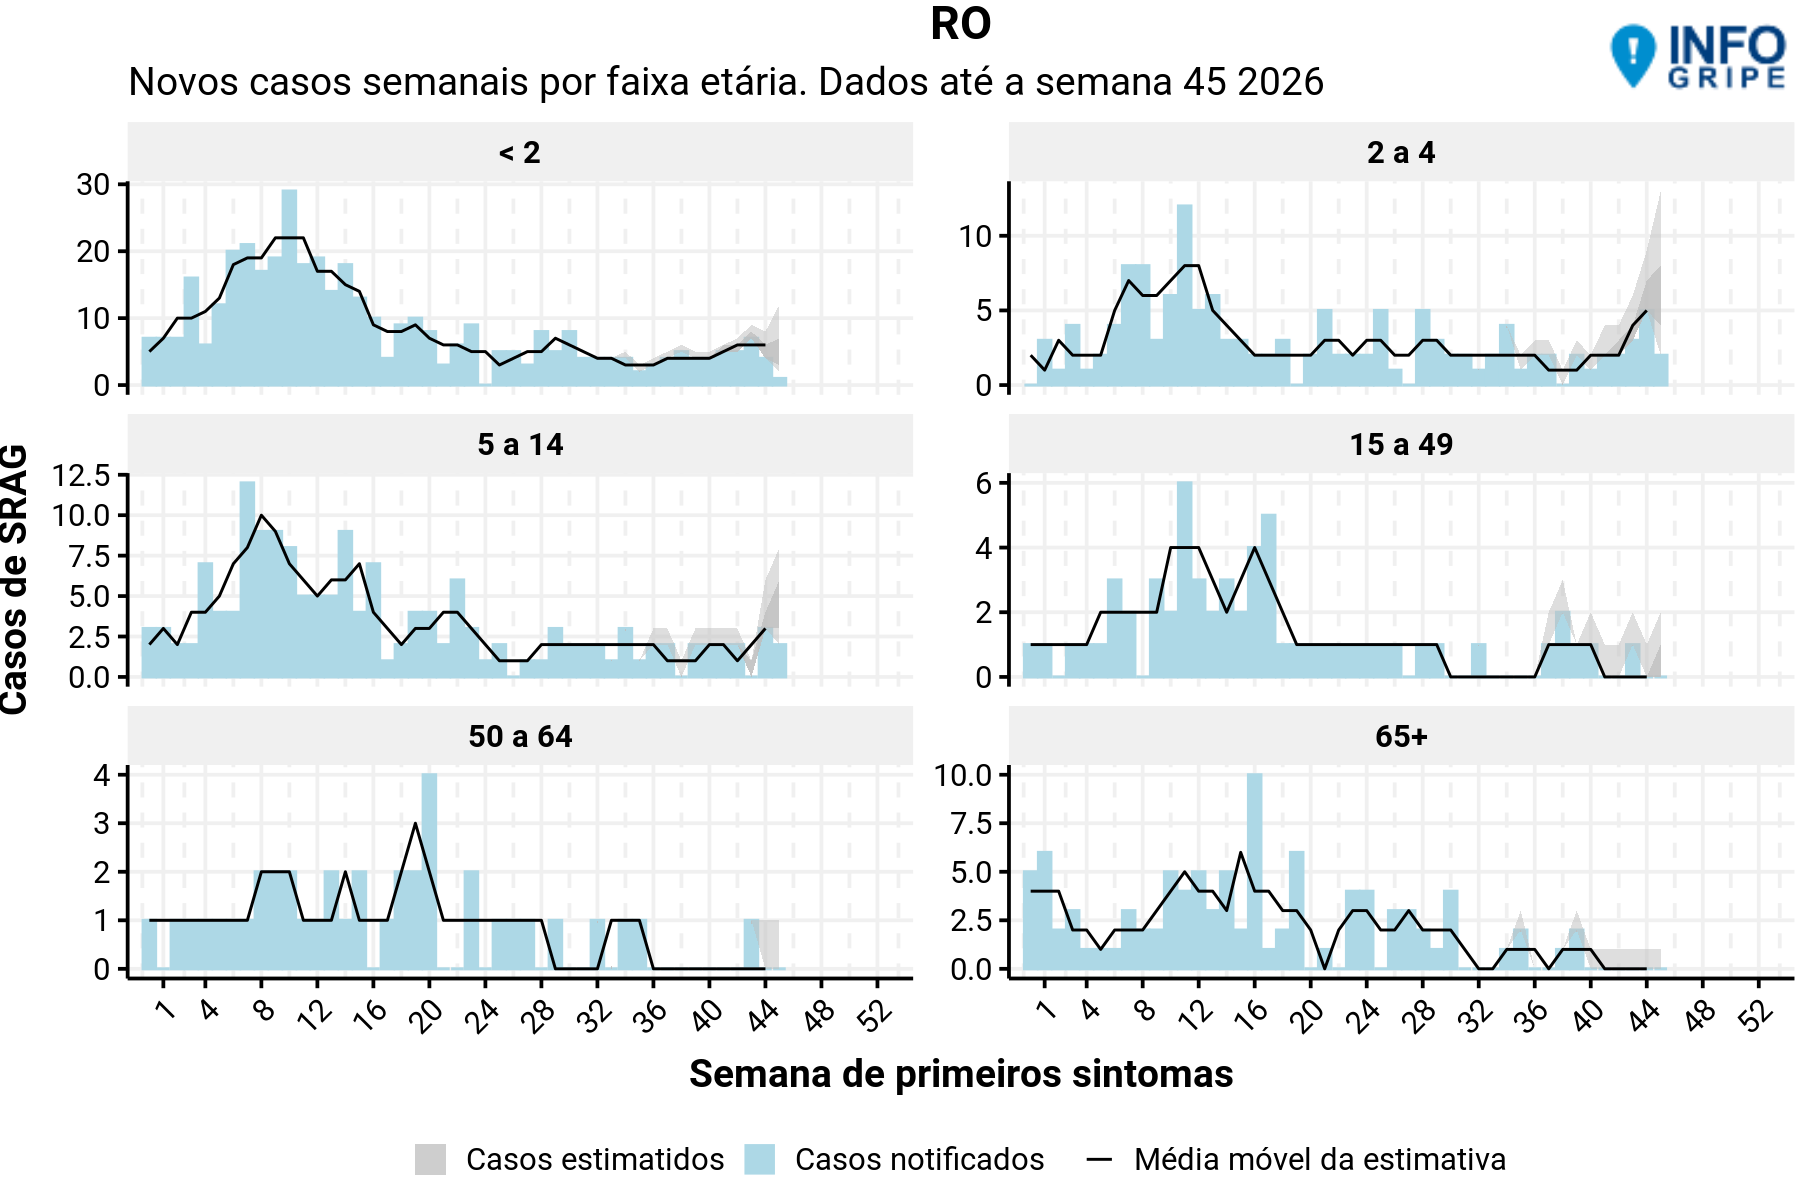 RO
INFO
GRIPE
Novos casos semanais por faixa etária. Dados até a semana 45 2026
< 2
30
20
10
0
2 a 4
10
5
0
Casos de SRAG
5 a 14
12.5
10.0
7.5
5.0
2.5
0.0
15 a 49
6
4
2
0
50 a 64
4
3
2
1
0
65+
10.0
7.5
5.0
2.5
0.0
1 4 8 12 16 20 24 28 32 36 40 44 48 52
1 4 8 12 16 20 24 28 32 36 40 44 48 52
Semana de primeiros sintomas
Casos estimatidos Casos notificados Média móvel da estimativa